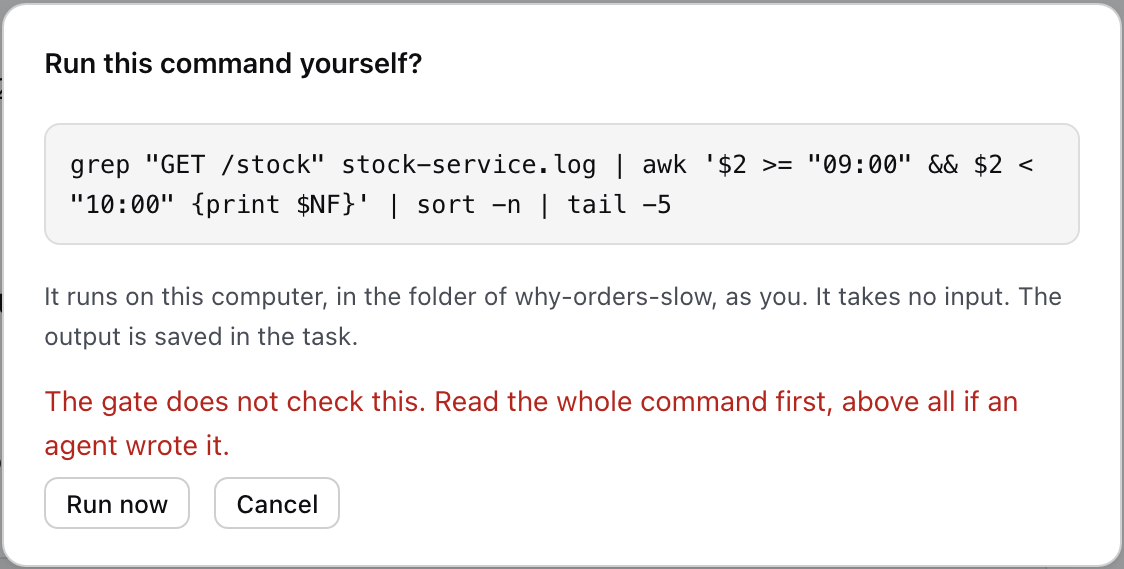 Run this command yourself?
grep "GET /stock" stock-service.log | awk '$2 >= "09:00" && $2 <
"10:00" {print $NF}' | sort -n | tail -5
It runs on this computer, in the folder of why-orders-slow, as you. It takes no input. The
output is saved in the task.
The gate does not check this. Read the whole command first, above all if an
agent wrote it.
Run now
Cancel